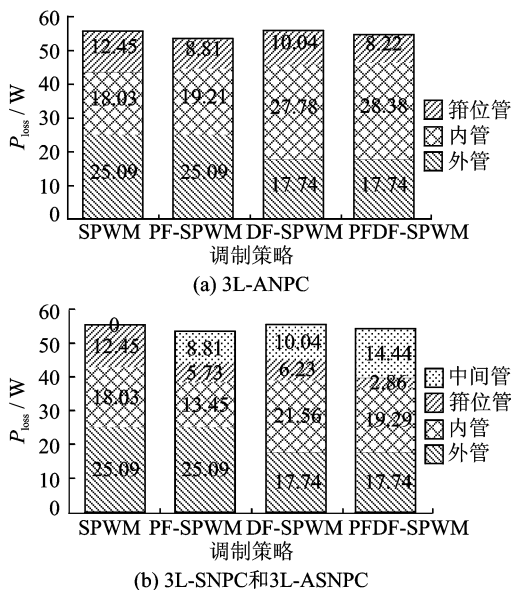 60
50
40
30
20
10
0
P_loss / W
12.45 8.81 10.04 8.22
18.03 19.21 27.78 28.38
25.09 25.09 17.74 17.74
箝位管
内管
外管
SPWM PF-SPWM DF-SPWM PFDF-SPWM
调制策略
(a) 3L-ANPC
60
50
40
30
20
10
0
P_loss / W
0
12.45 8.81 10.04 14.44
18.03 5.73 6.23 2.86
25.09 13.45 21.56 19.29
25.09 17.74 17.74
中间管
箝位管
内管
外管
SPWM PF-SPWM DF-SPWM PFDF-SPWM
调制策略
(b) 3L-SNPC和3L-ASNPC